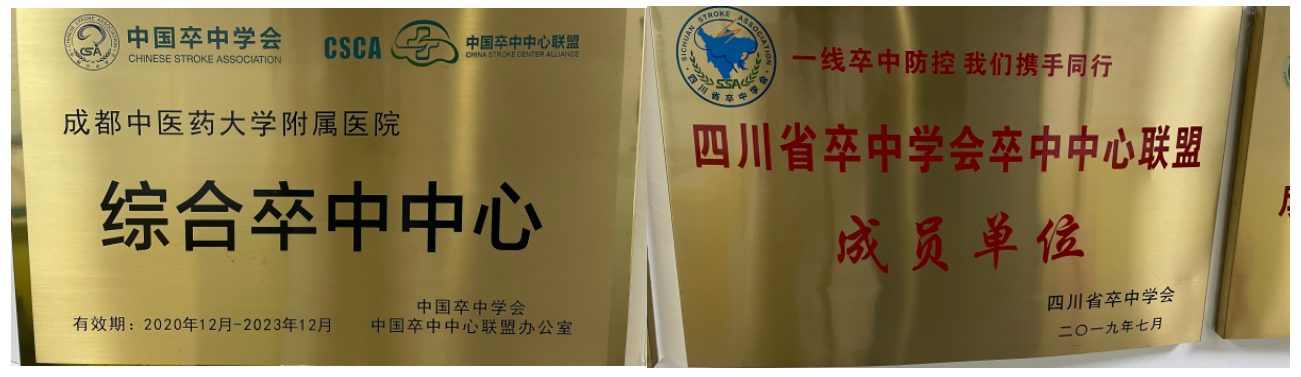 中国卒中学会
CHINESE STROKE ASSOCIATION
CSCA
中国卒中中心联盟
CHINA STROKE CENTER ALLIANCE
成都中医药大学附属医院
综合卒中中心
中国卒中学会
有效期：2020年12月-2023年12月
中国卒中中心联盟办公室
SICHUAN STROKE ASSOCIATION
SSA
四川省卒中学会
一线卒中防控 我们携手同行
四川省卒中学会卒中中心联盟
成员单位
四川省卒中学会
二〇一九年七月